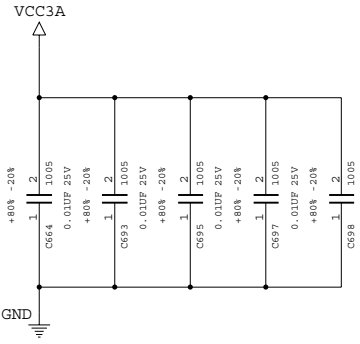 VCC3A
+80% -20%
2
1
1005
C664
0.01UF 25V
+80% -20%
2
1
1005
C693
0.01UF 25V
+80% -20%
2
1
1005
C695
0.01UF 25V
+80% -20%
2
1
1005
C697
0.01UF 25V
+80% -20%
2
1
1005
C698
GND